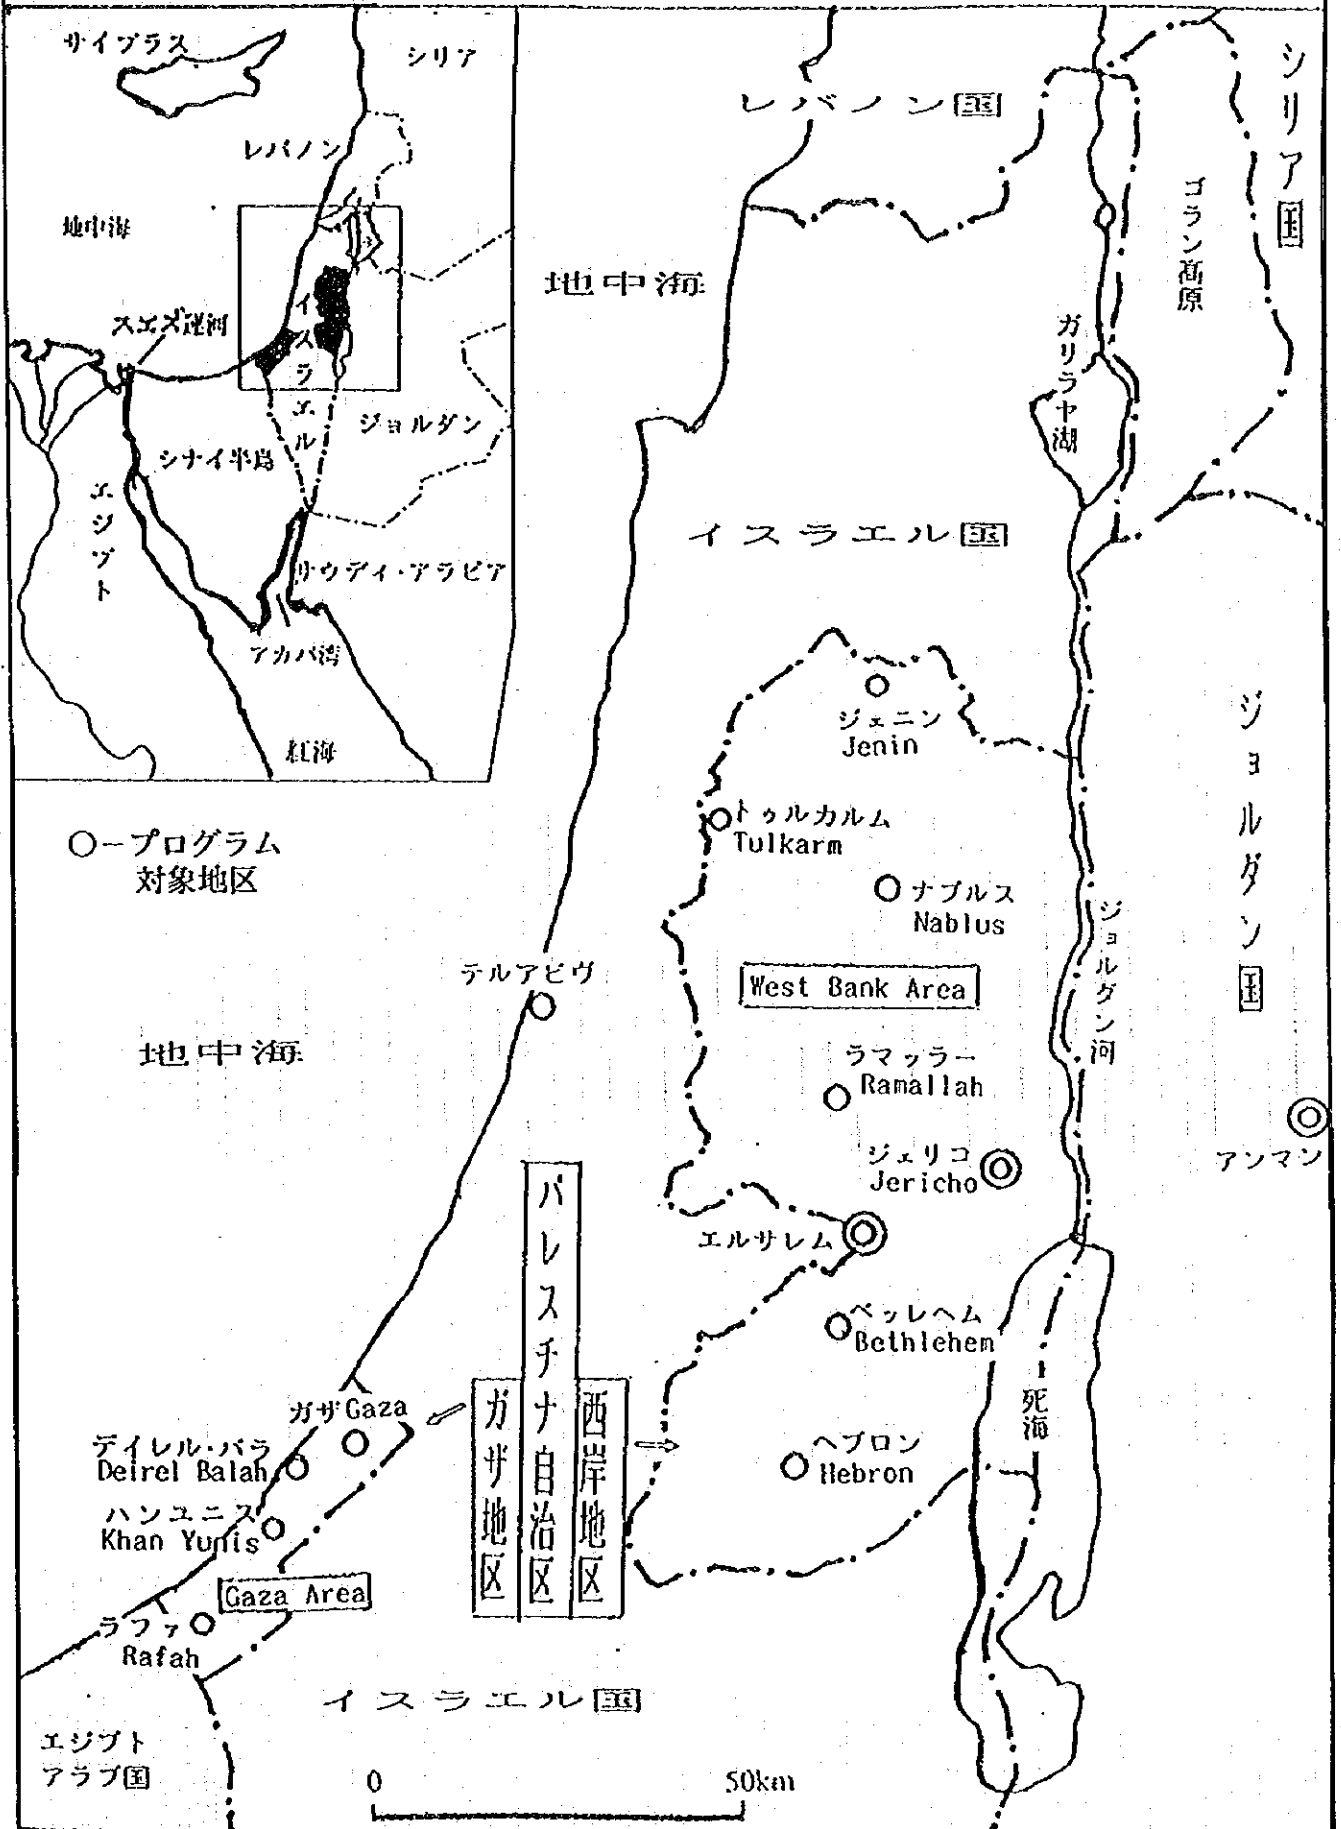 サイプラス
シリア
レバノン
地中海
スエズ運河
イスラエル
ジョルダン
シナイ半島
エジプト
サウディ・アラビア
アカバ湾
紅海
レバノン国
シリア国
ゴラン高原
地中海
ガリラヤ湖
イスラエル国
ジェニン
Jenin
ジョルダン国
トゥルカルム
Tulkarm
○-プログラム
対象地区
ナブルス
Nablus
ジョルダン河
テルアビヴ
West Bank Area
地中海
ラマッラー
Ramallah
アンマン
ジェリコ
Jericho
エルサレム
パレスチナ自治区
ガザ地区
西岸地区
ベッレヘム
Bethlehem
死海
ガザ Gaza
デイレル・バラ
Deirel Balah
ヘブロン
Hebron
ハンユニス
Khan Yunis
Gaza Area
ラファ
Rafah
イスラエル国
エジプト
アラブ国
0
50km